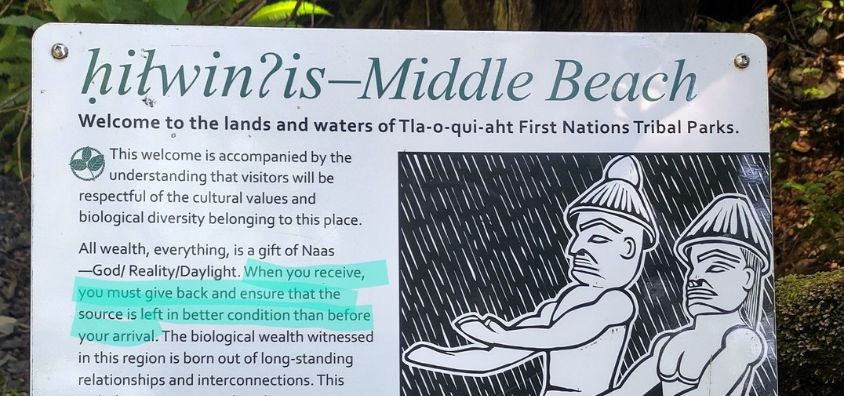 ḥiłwinʔis–Middle Beach
Welcome to the lands and waters of Tla-o-qui-aht First Nations Tribal Parks.
This welcome is accompanied by the
understanding that visitors will be
respectful of the cultural values and
biological diversity belonging to this place.
All wealth, everything, is a gift of Naas
—God/ Reality/Daylight. When you receive,
you must give back and ensure that the
source is left in better condition than before
your arrival. The biological wealth witnessed
in this region is born out of long-standing
relationships and interconnections. This